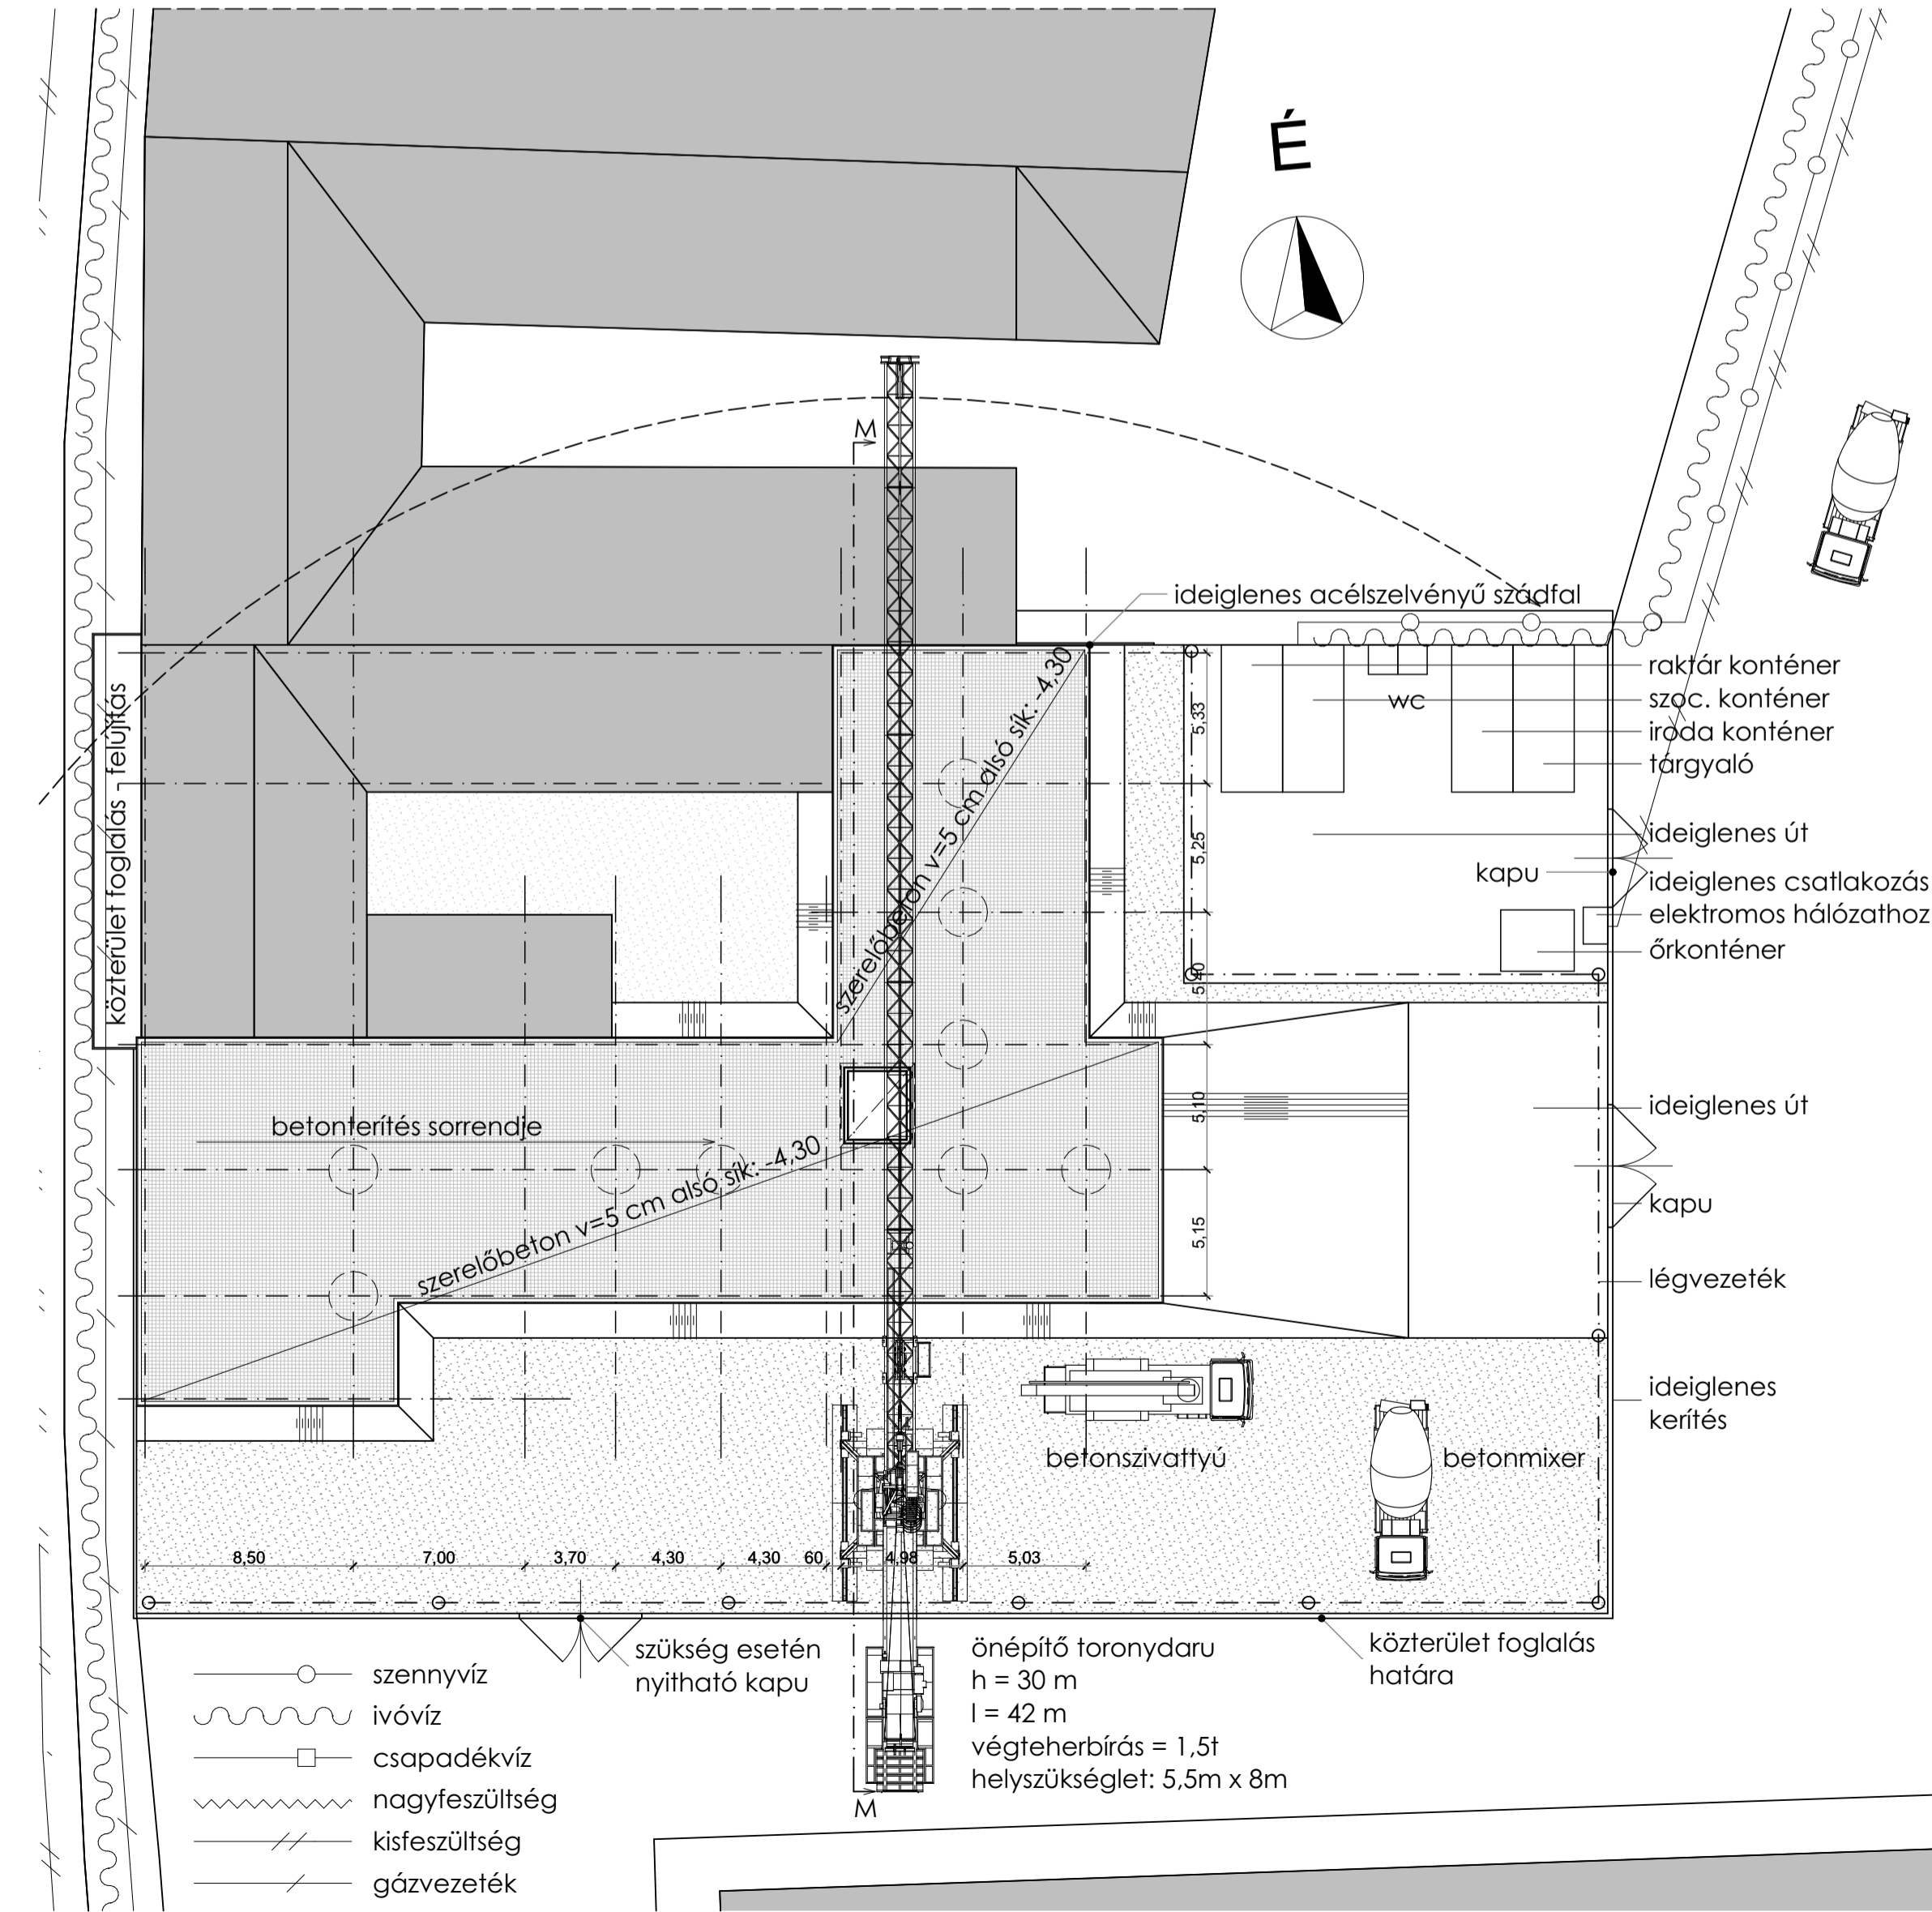 É
M
ideiglenes acélszelvényű szádfal
raktár konténer
szoc. konténer
wc
iroda konténer
tárgyaló
közterület foglalás - felújítás
szerelőbeton v=5 cm alsó sík: -4,30
5,33
5,25
5,20
5,10
5,15
ideiglenes út
kapu
ideiglenes csatlakozás
elektromos hálózathoz
őrkonténer
betonterítés sorrendje
szerelőbeton v=5 cm alsó sík: -4,30
ideiglenes út
kapu
légvezeték
ideiglenes
kerítés
betonszivattyú
betonmixer
8,50
7,00
3,70
4,30
4,30
60
4,98
5,03
szükség esetén
nyitható kapu
önépítő toronydaru
h = 30 m
l = 42 m
végteherbírás = 1,5t
helyszükséglet: 5,5m x 8m
közterület foglalás
határa
M
szennyvíz
ivóvíz
csapadékvíz
nagyfeszültség
kisfeszültség
gázvezeték